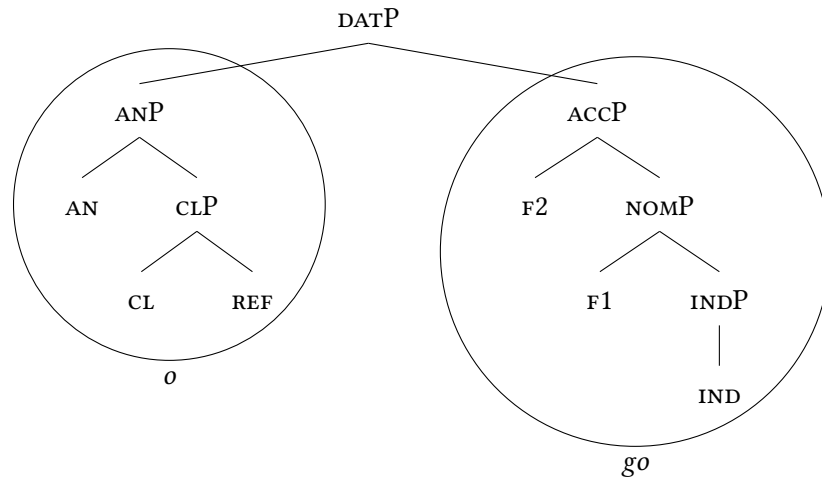 DATP
ANP ACCP
AN CLP F2 NOMP
CL REF F1 INDP
o IND
go